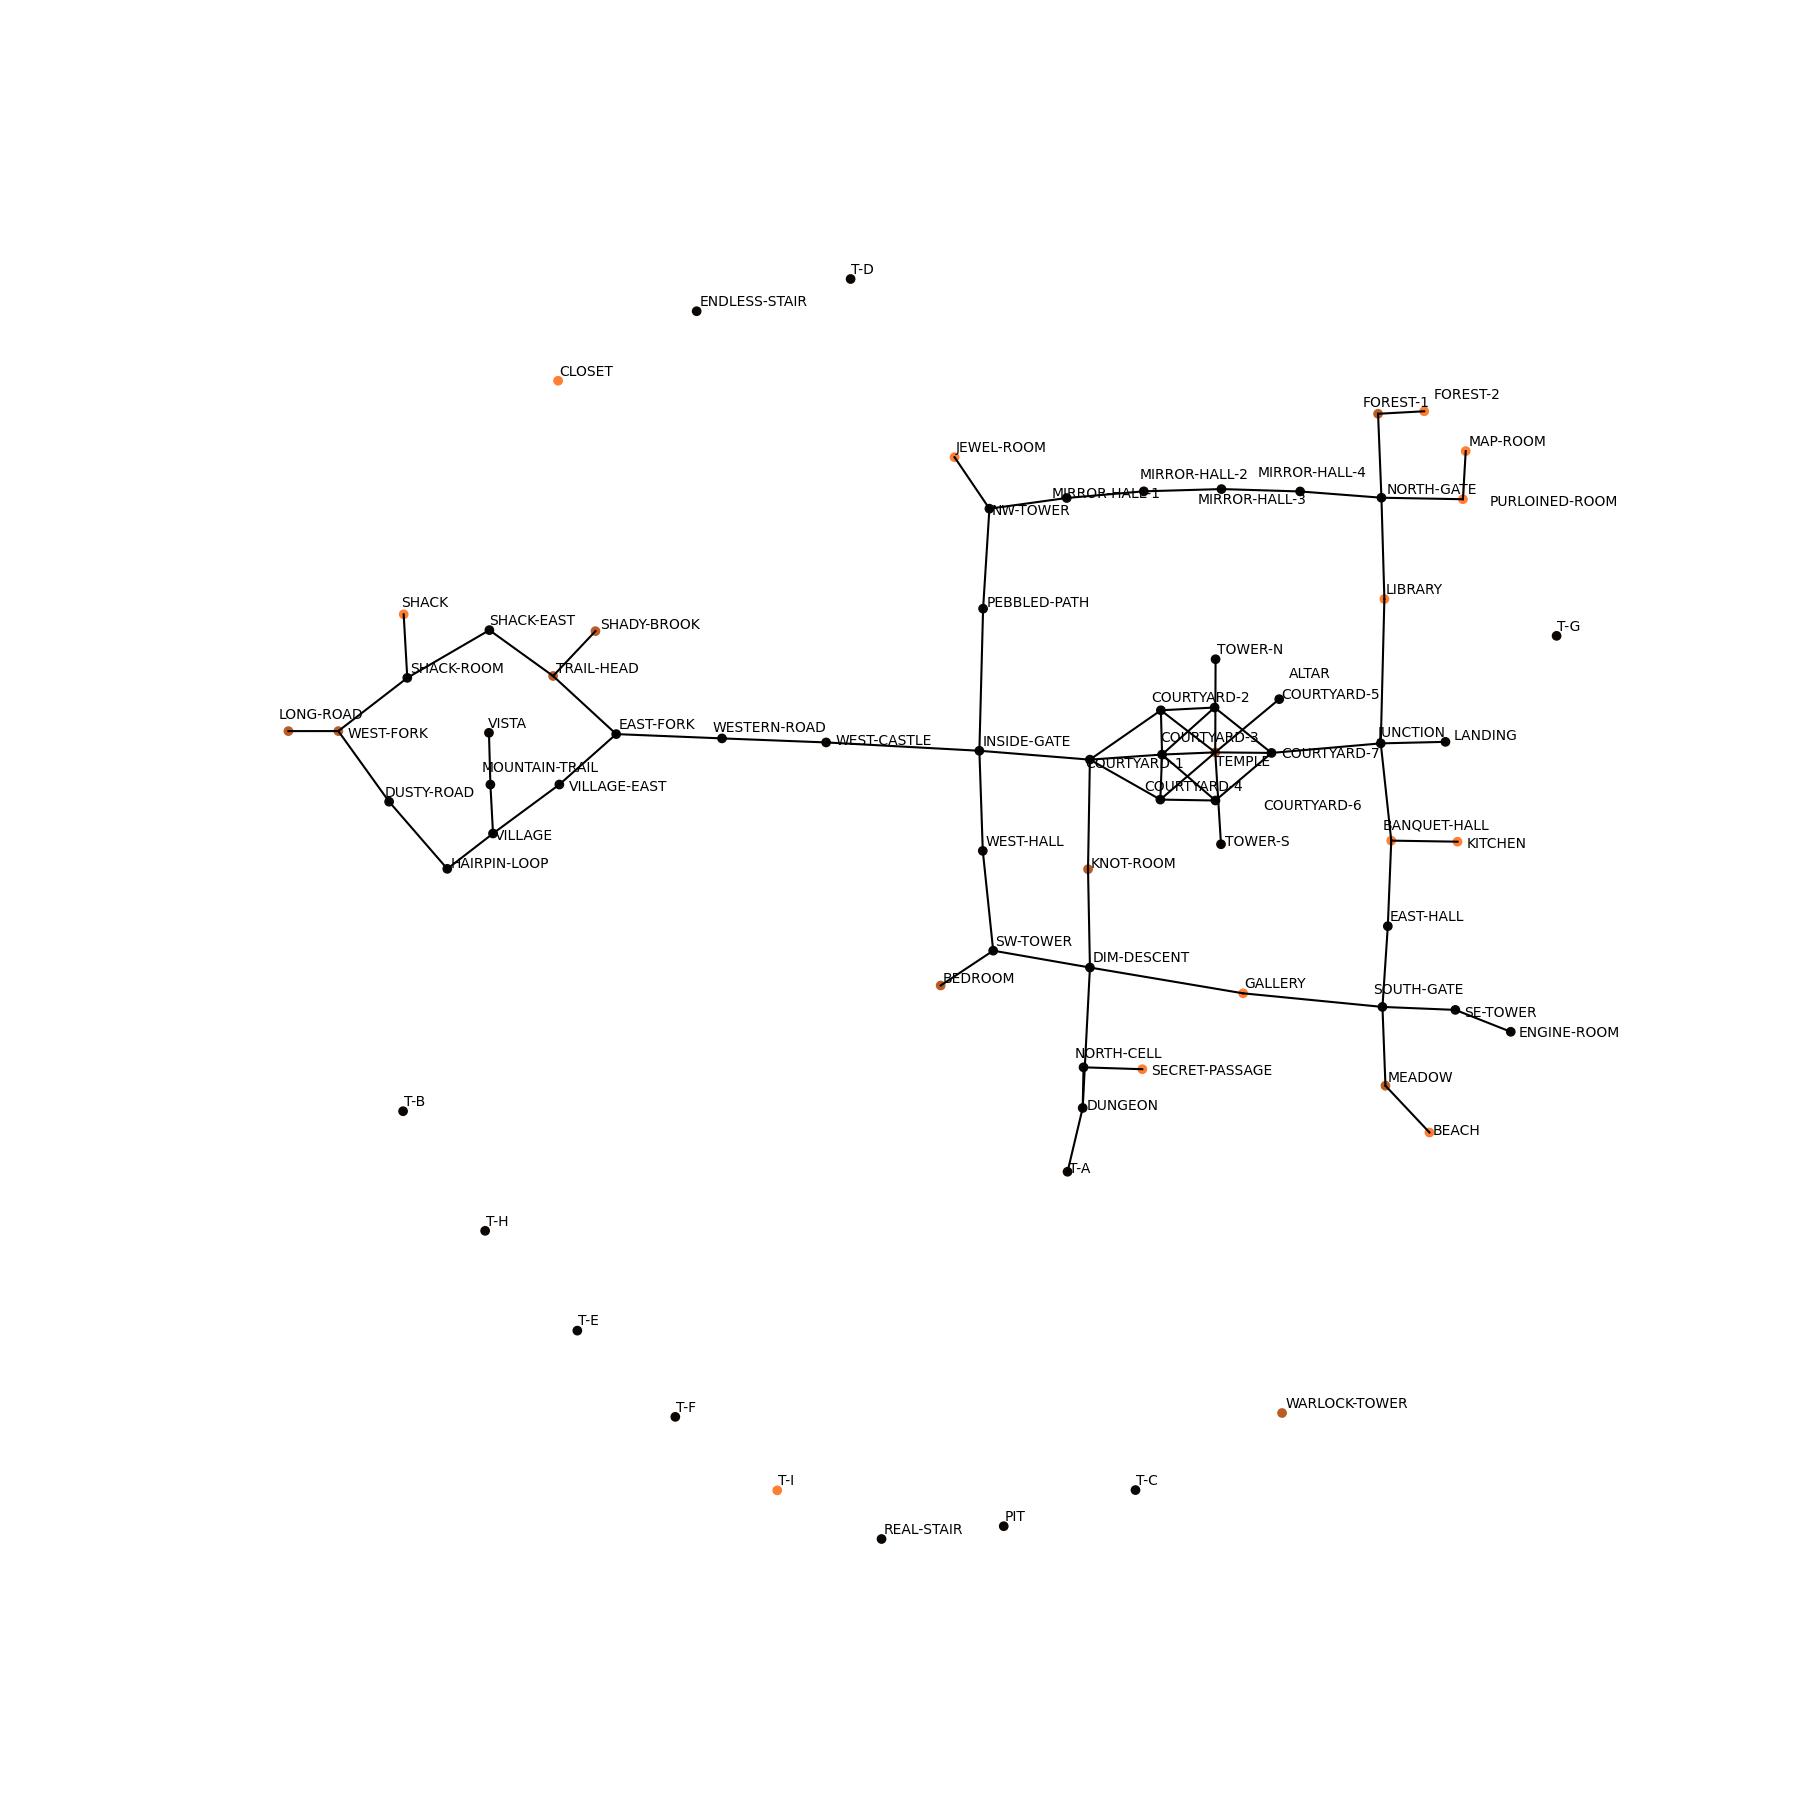 T-D
ENDLESS-STAIR
CLOSET
FOREST-2
FOREST-1
MAP-ROOM
JEWEL-ROOM
MIRROR-HALL-4
MIRROR-HALL-2
NORTH-GATE
MIRROR-HALL-1
MIRROR-HALL-3
PURLOINED-ROOM
NW-TOWER
LIBRARY
SHACK
PEBBLED-PATH
SHACK-EAST
SHADY-BROOK
T-G
TOWER-N
SHACK-ROOM
TRAIL-HEAD
ALTAR
COURTYARD-5
COURTYARD-2
LONG-ROAD
VISTA
EAST-FORK
WESTERN-ROAD
WEST-FORK
JUNCTION
LANDING
COURTYARD-3
WEST-CASTLE
INSIDE-GATE
COURTYARD-7
TEMPLE
COURTYARD-1
MOUNTAIN-TRAIL
VILLAGE-EAST
COURTYARD-4
DUSTY-ROAD
COURTYARD-6
BANQUET-HALL
VILLAGE
WEST-HALL
TOWER-S
KITCHEN
HAIRPIN-LOOP
KNOT-ROOM
EAST-HALL
SW-TOWER
DIM-DESCENT
BEDROOM
GALLERY
SOUTH-GATE
SE-TOWER
ENGINE-ROOM
NORTH-CELL
SECRET-PASSAGE
MEADOW
T-B
DUNGEON
BEACH
T-A
T-H
T-E
WARLOCK-TOWER
T-F
T-I
T-C
PIT
REAL-STAIR